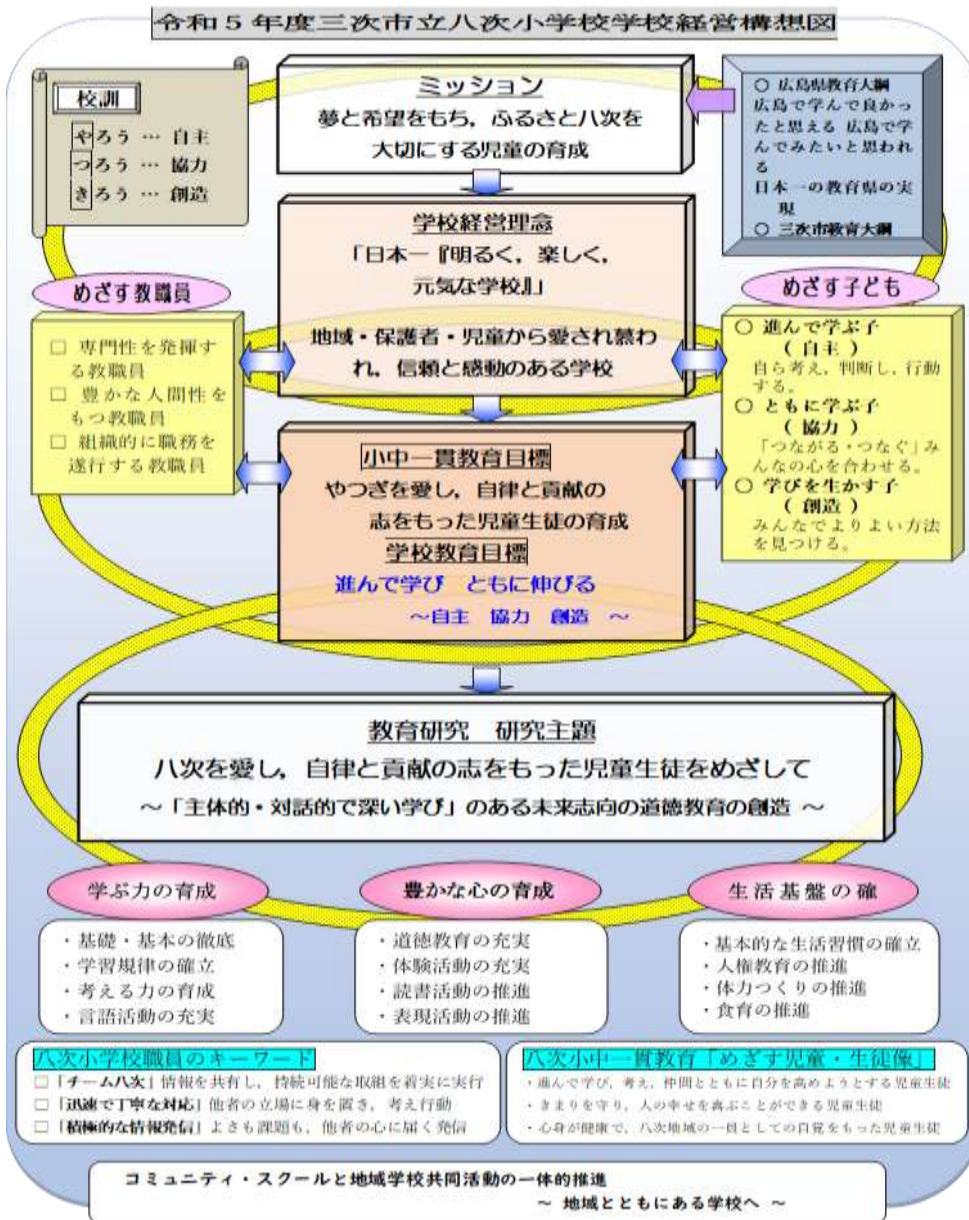 令和5年度三次市立八次小学校学校経営構想図
校訓
やろう … 自主
つろう … 協力
きろう … 創造
ミッション
夢と希望をもち，ふるさと八次を
大切にする児童の育成
○ 広島県教育大綱
広島で学んで良かっ
たと思える 広島で学
んでみたいと思われ
る
日本一の教育県の実
現
○ 三次市教育大綱
学校経営理念
「日本一『明るく，楽しく，
元気な学校』」
地域・保護者・児童から愛され慕わ
れ，信頼と感動のある学校
めざす教職員
□ 専門性を発揮す
る教職員
□ 豊かな人間性を
もつ教職員
□ 組織的に職務を
遂行する教職員
めざす子ども
○ 進んで学ぶ子
（ 自主 ）
自ら考え，判断し，行動
する。
○ ともに学ぶ子
（ 協力 ）
「つながる・つなぐ」み
んなの心を合わせる。
○ 学びを生かす子
（ 創造 ）
みんなでよりよい方法
を見つける。
小中一貫教育目標
やつぎを愛し，自律と貢献の
志をもった児童生徒の育成
学校教育目標
進んで学び ともに伸びる
～自主 協力 創造 ～
教育研究 研究主題
八次を愛し，自律と貢献の志をもった児童生徒をめざして
～「主体的・対話的で深い学び」のある未来志向の道徳教育の創造 ～
学ぶ力の育成
・基礎・基本の徹底
・学習規律の確立
・考える力の育成
・言語活動の充実
豊かな心の育成
・道徳教育の充実
・体験活動の充実
・読書活動の推進
・表現活動の推進
生活基盤の確
・基本的な生活習慣の確立
・人権教育の推進
・体力つくりの推進
・食育の推進
八次小学校職員のキーワード
□「チーム八次」情報を共有し，持続可能な取組を着実に実行
□「迅速で丁寧な対応」他者の立場に身を置き，考え行動
□「積極的な情報発信」よさも課題も，他者の心に届く発信
八次小中一貫教育「めざす児童・生徒像」
・進んで学び，考え，仲間とともに自分を高めようとする児童生徒
・きまりを守り，人の幸せを喜ぶことができる児童生徒
・心身が健康で，八次地域の一員としての自覚をもった児童生徒
コミュニティ・スクールと地域学校共同活動の一体的推進
～ 地域とともにある学校へ ～